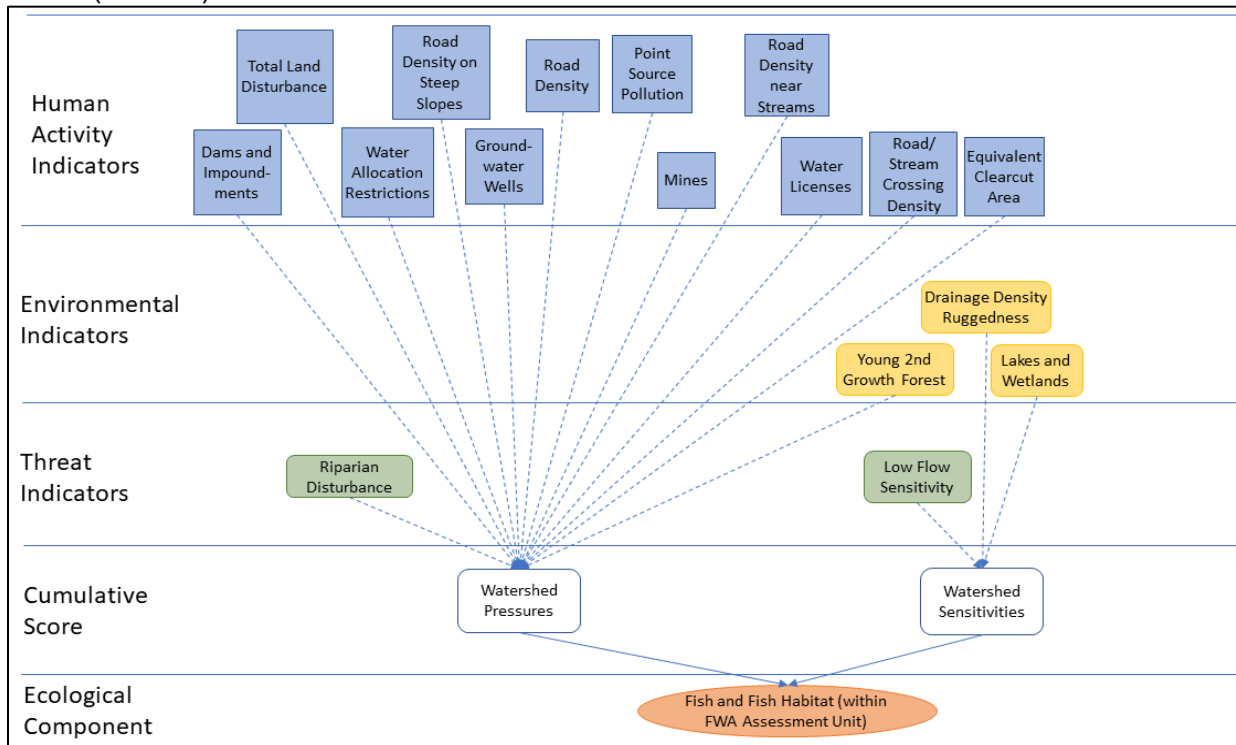 Human
Activity
Indicators
Total Land
Disturbance
Road
Density on
Steep
Slopes
Road
Density
Point
Source
Pollution
Road
Density
near
Streams
Dams and
Impound-
ments
Water
Allocation
Restrictions
Ground-
water
Wells
Mines
Water
Licenses
Road/
Stream
Crossing
Density
Equivalent
Clearcut
Area
Environmental
Indicators
Drainage Density
Ruggedness
Young 2nd
Growth Forest
Lakes and
Wetlands
Threat
Indicators
Riparian
Disturbance
Low Flow
Sensitivity
Cumulative
Score
Watershed
Pressures
Watershed
Sensitivities
Ecological
Component
Fish and Fish Habitat (within
FWA Assessment Unit)